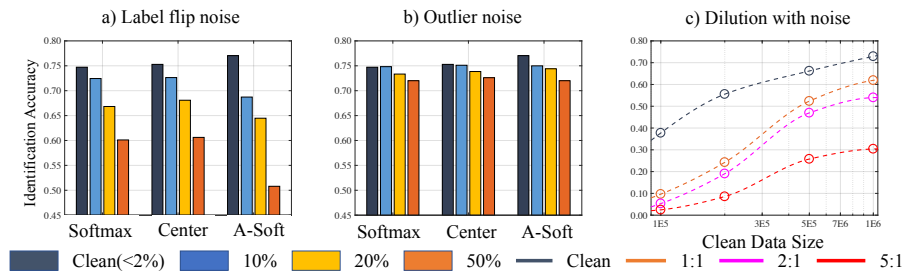 a) Label flip noise
b) Outlier noise
c) Dilution with noise
Identification Accuracy
0.80
0.75
0.70
0.65
0.60
0.55
0.50
0.45
Softmax
Center
A-Soft
0.80
0.75
0.70
0.65
0.60
0.55
0.50
0.45
Softmax
Center
A-Soft
0.80
0.70
0.60
0.50
0.40
0.30
0.20
0.10
0.00
1E5
3E5
5E5
7E6
1E6
Clean Data Size
Clean(<2%)
10%
20%
50%
Clean
1:1
2:1
5:1